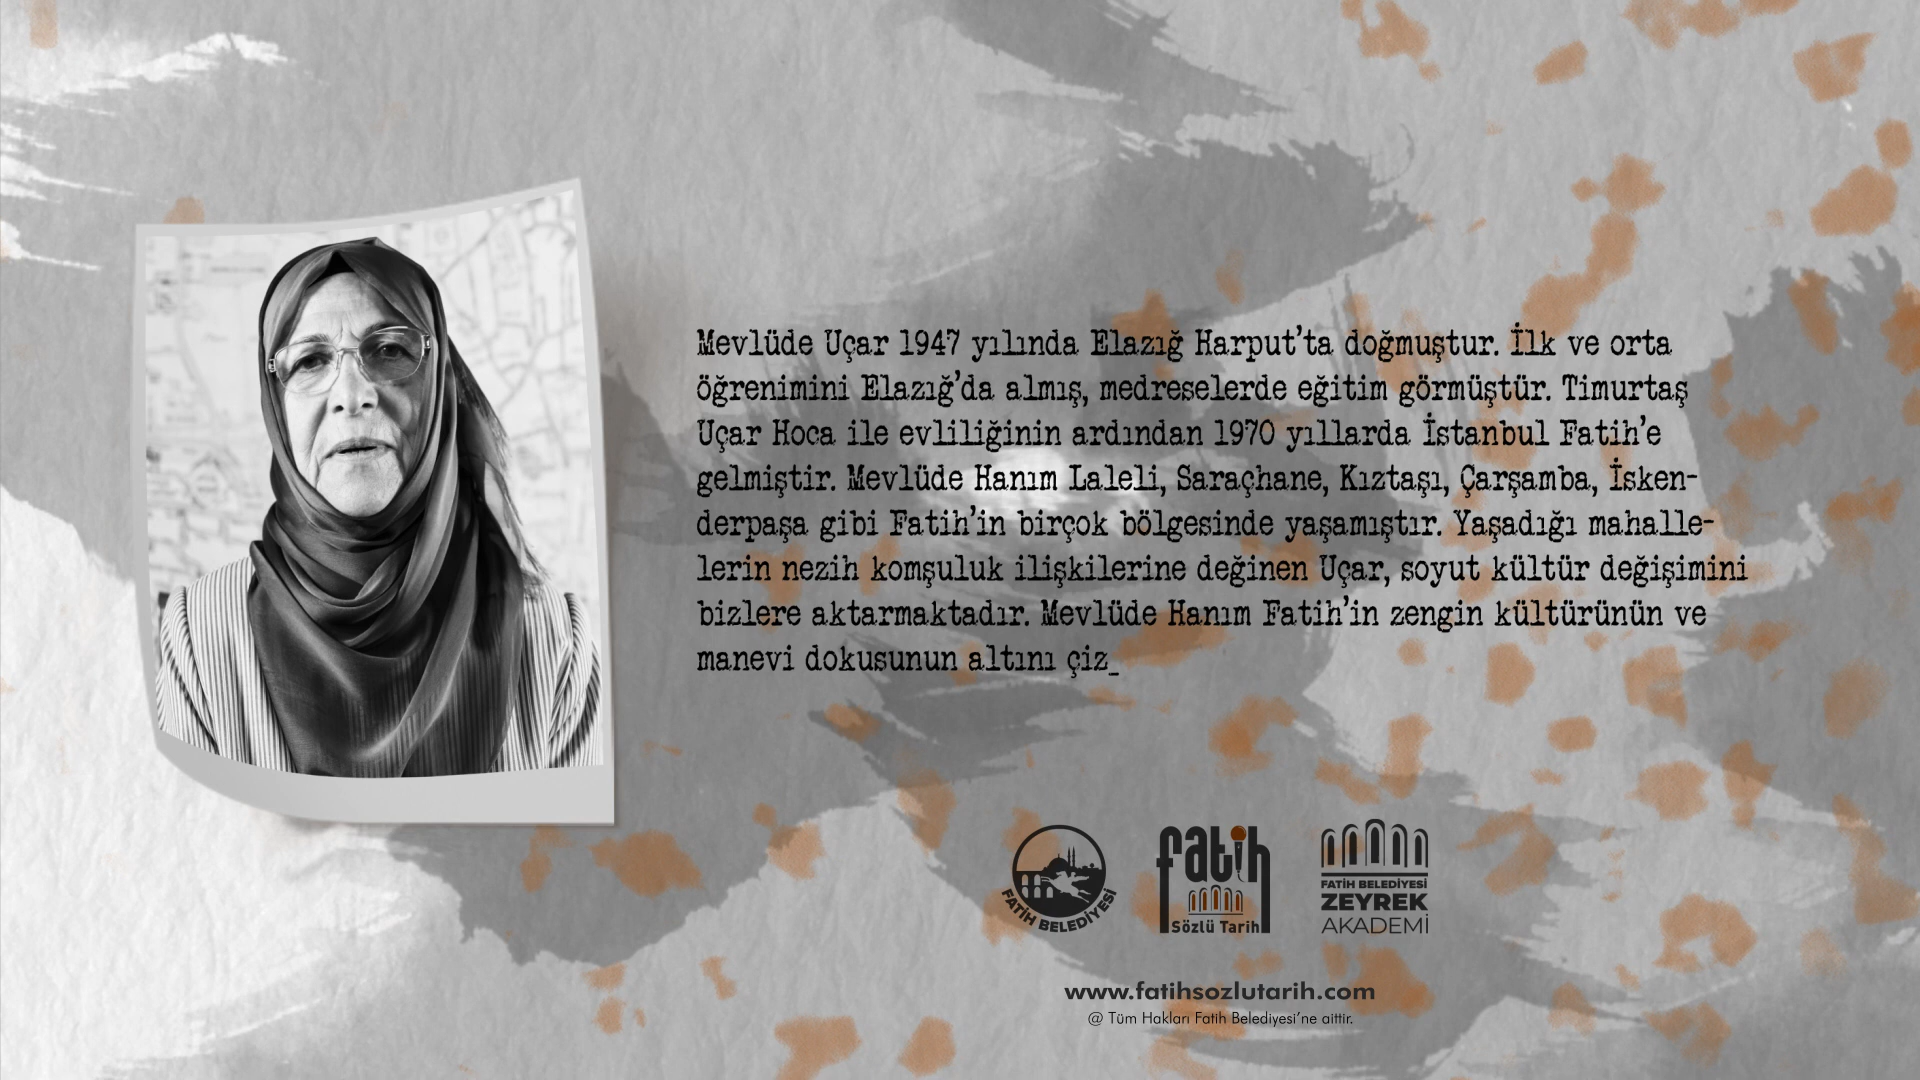 Mevlüde Uçar 1947 yılında Elazığ Harput’ta doğmuştur. İlk ve orta
öğrenimini Elazığ’da almış, medreselerde eğitim görmüştür. Timurtaş
Uçar Hoca ile evliliğinin ardından 1970 yıllarda İstanbul Fatih’e
gelmiştir. Mevlüde Hanım Laleli, Saraçhane, Kıztaşı, Çarşamba, İsken-
derpaşa gibi Fatih’in birçok bölgesinde yaşamıştır. Yaşadığı mahalle-
lerin nezih komşuluk ilişkilerine değinen Uçar, soyut kültür değişimini
bizlere aktarmaktadır. Mevlüde Hanım Fatih’in zengin kültürünün ve
manevi dokusunun altını çiz_
FATİH BELEDİYESİ
fatih
Sözlü Tarih
FATİH BELEDİYESİ
ZEYREK
AKADEMİ
www.fatihsozlutarih.com
@ Tüm Hakları Fatih Belediyesi’ne aittir.